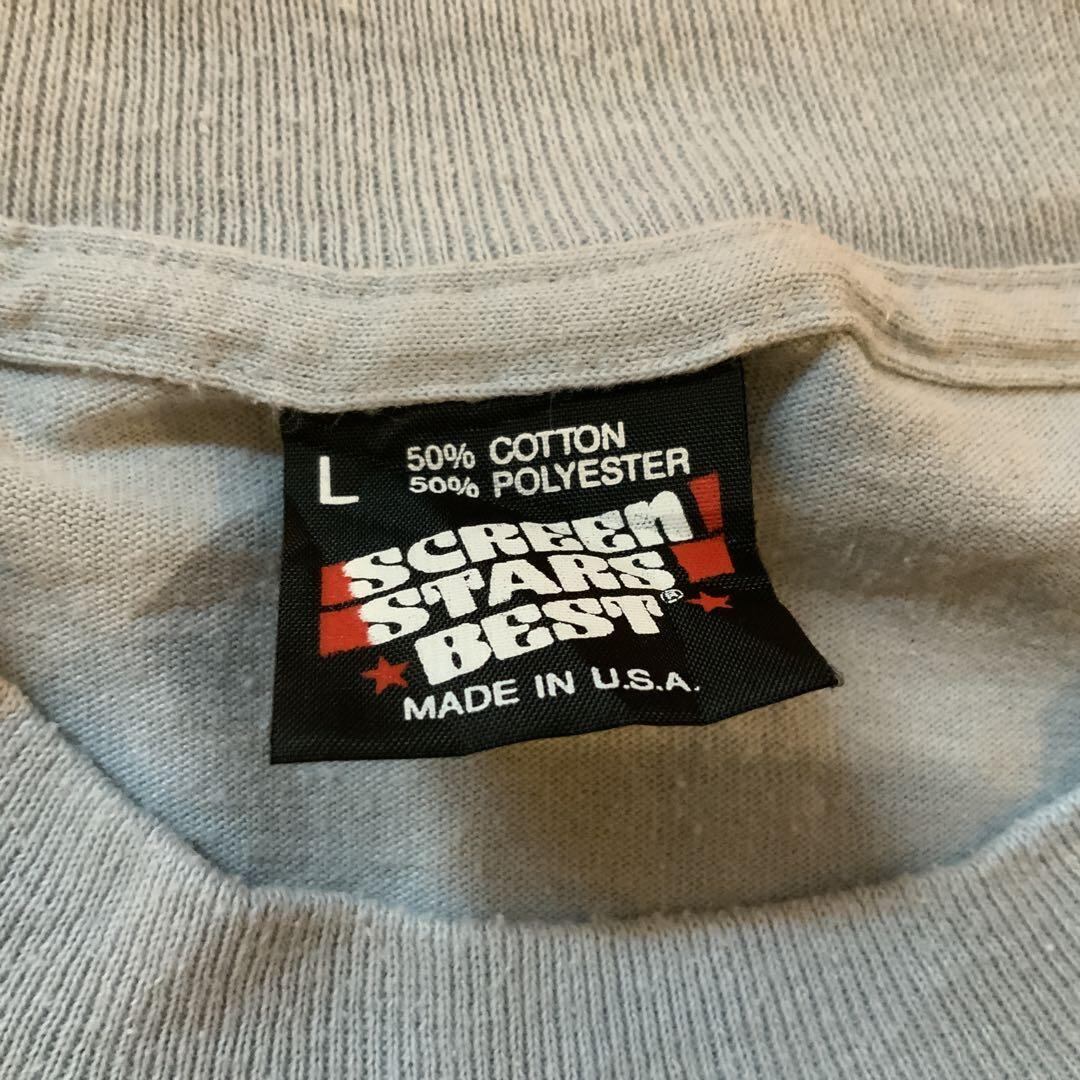 L
50% COTTON
50% POLYESTER
SCREEN
STARS
BEST®
MADE IN U.S.A.